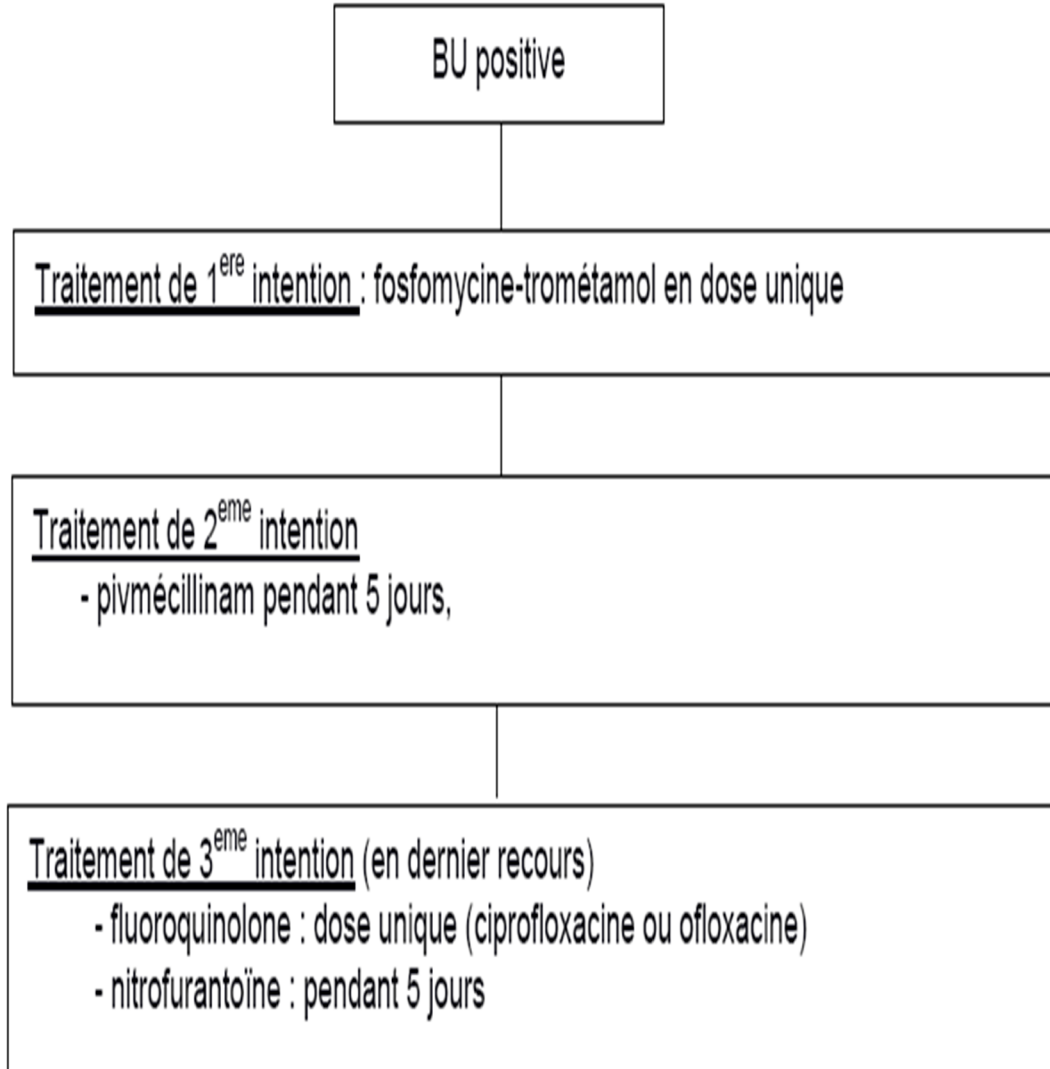 BU positive
Traitement de 1ere intention : fosfomycine-trométamol en dose unique
Traitement de 2eme intention
- pivmécillinam pendant 5 jours,
Traitement de 3eme intention (en dernier recours)
- fluoroquinolone : dose unique (ciprofloxacine ou ofloxacine)
- nitrofurantoïne : pendant 5 jours